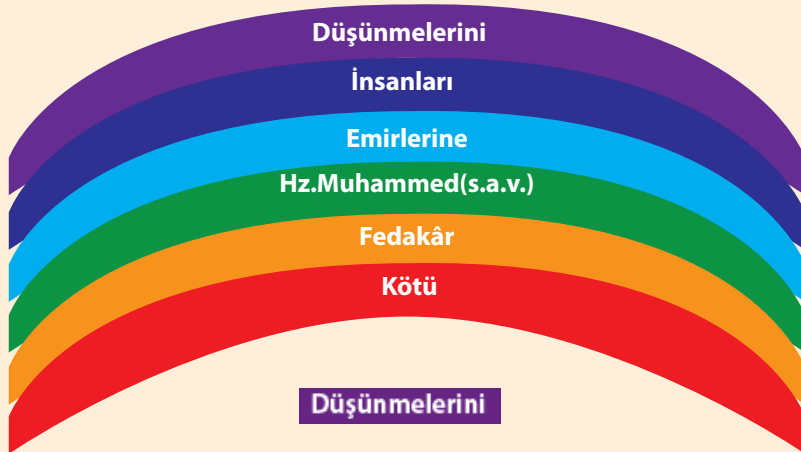 Düşünmelerini
İnsanları
Emirlerine
Hz.Muhammed(s.a.v.)
Fedakâr
Kötü
Düşünmelerini